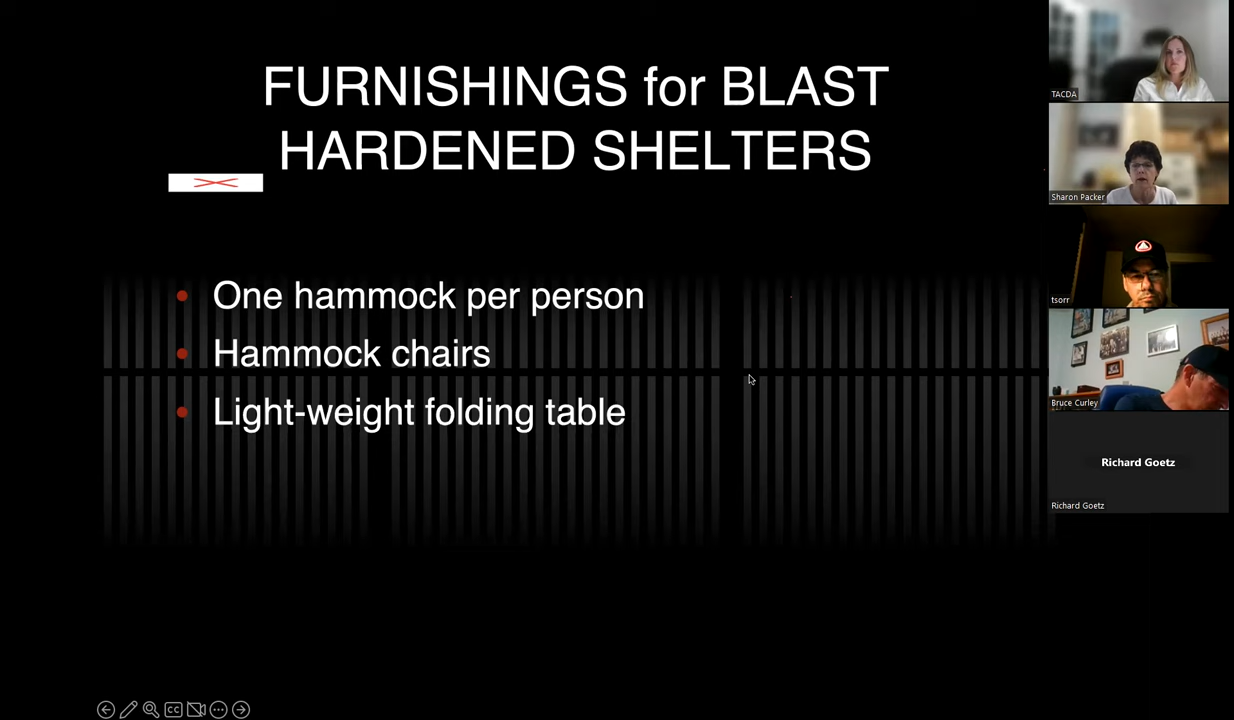 FURNISHINGS for BLAST
HARDENED SHELTERS
• One hammock per person
• Hammock chairs
• Light-weight folding table
TACDA
Sharon Packer
tsorr
Bruce Curley
Richard Goetz
Richard Goetz
CC